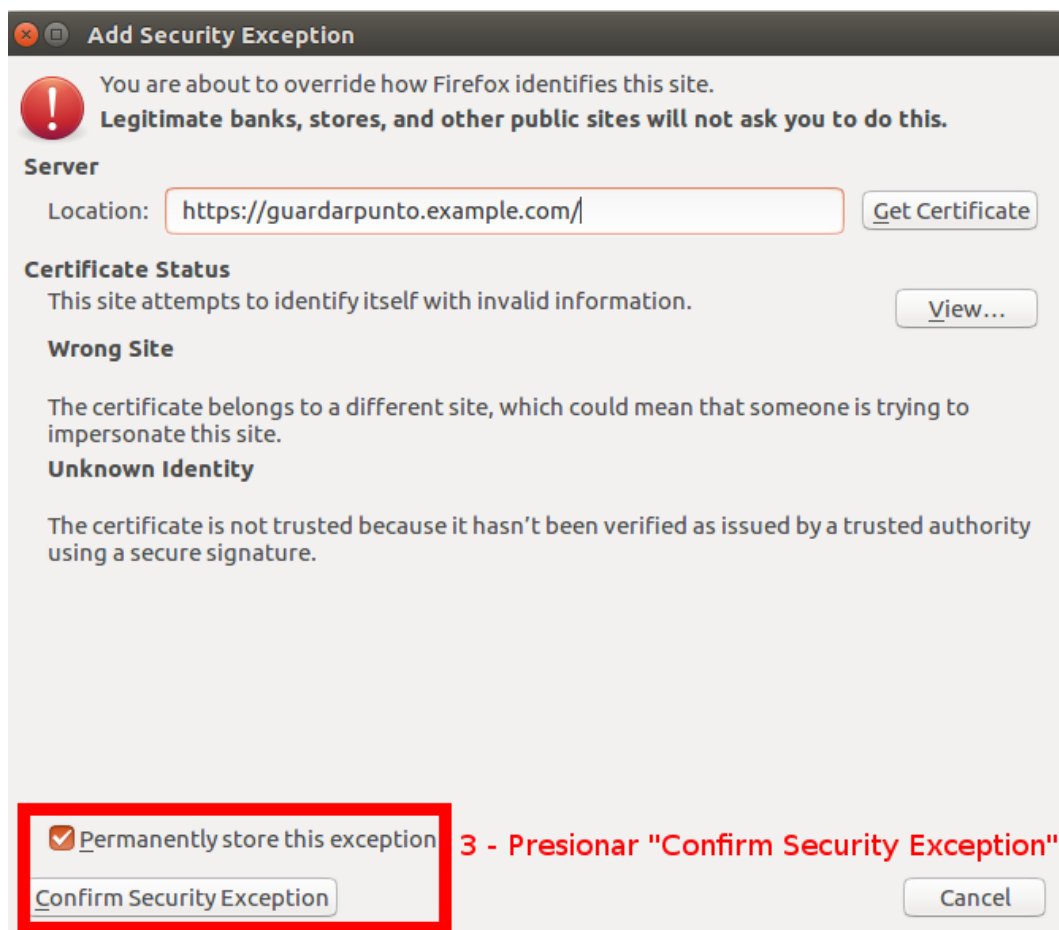 Add Security Exception
You are about to override how Firefox identifies this site.
Legitimate banks, stores, and other public sites will not ask you to do this.
Server
Location: https://guardarpunto.example.com/ Get Certificate
Certificate Status
This site attempts to identify itself with invalid information.
View...
Wrong Site
The certificate belongs to a different site, which could mean that someone is trying to
impersonate this site.
Unknown Identity
The certificate is not trusted because it hasn't been verified as issued by a trusted authority
using a secure signature.
Permanently store this exception
3 - Presionar "Confirm Security Exception"
Confirm Security Exception
Cancel